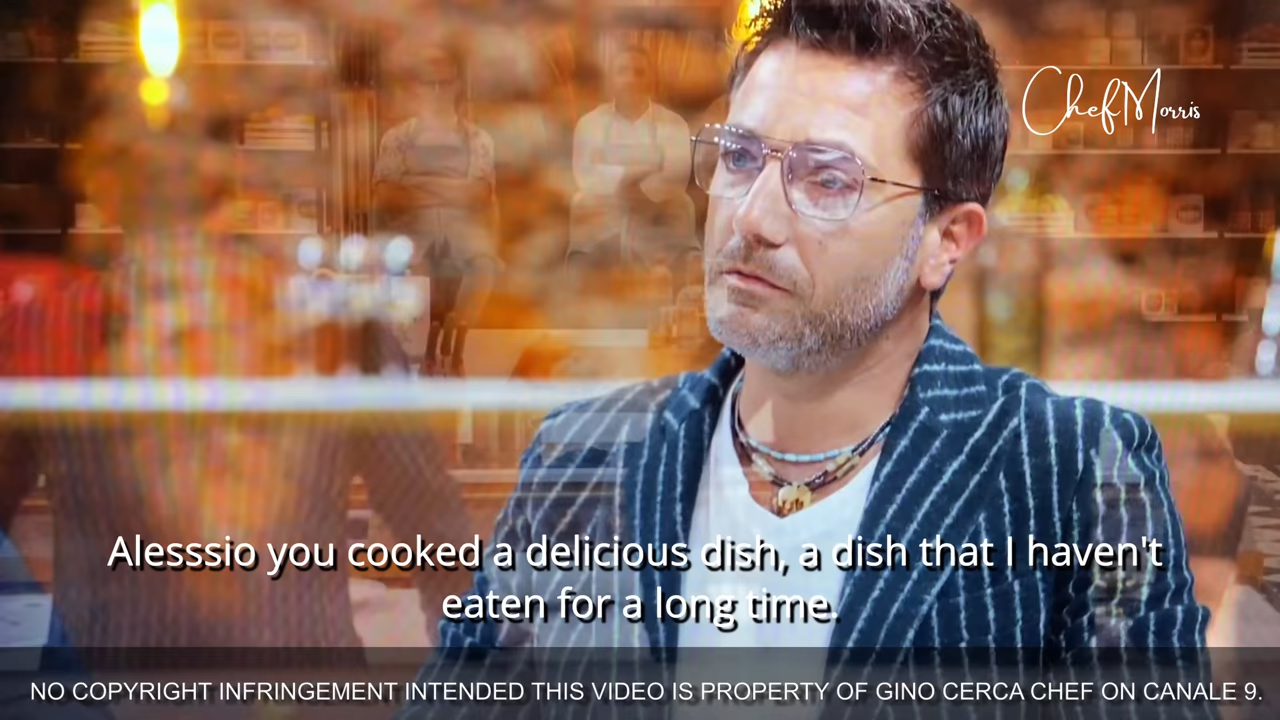 ChefMorris
Alesssio you cooked a delicious dish, a dish that I haven't
eaten for a long time.
NO COPYRIGHT INFRINGEMENT INTENDED THIS VIDEO IS PROPERTY OF GINO CERCA CHEF ON CANALE 9.